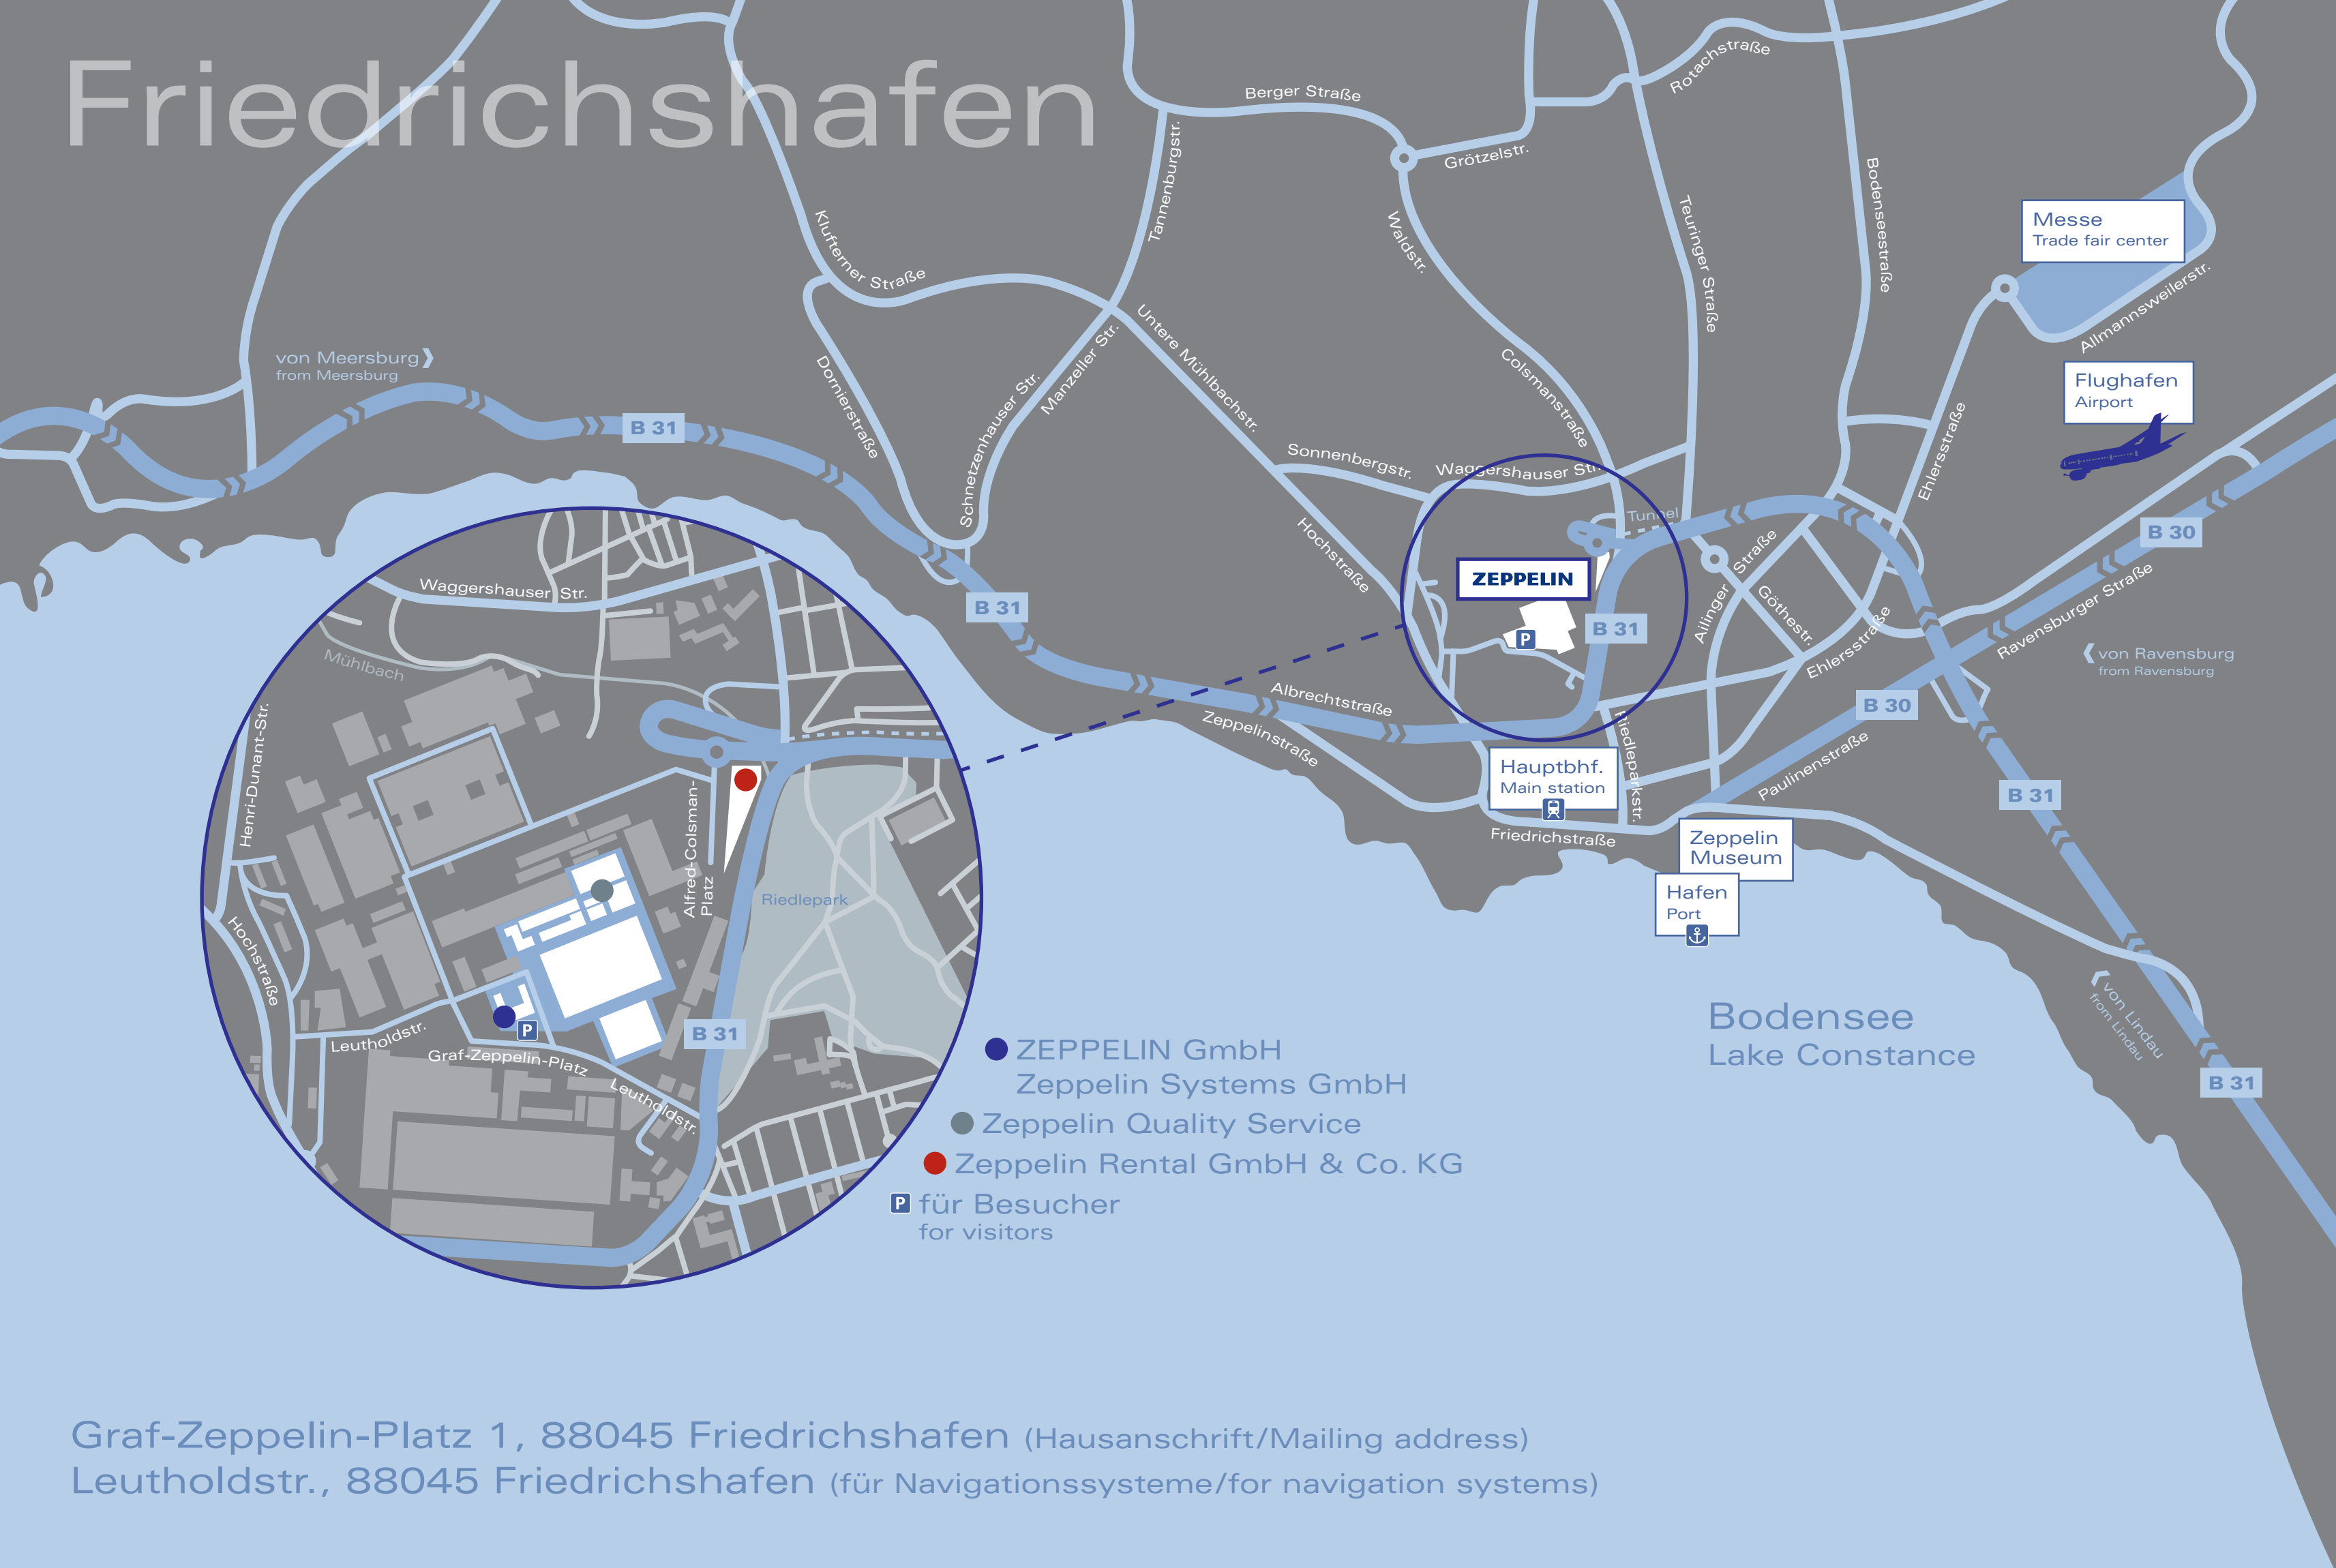 Friedrichshafen
Berger Straße
Rotachstraße
Grötzelstr.
Tannenburgstr.
Klufterner Straße
Waldstr.
Teuringer Straße
Bodenseestraße
Messe
Trade fair center
Allmannsweilerstr.
von Meersburg
from Meersburg
Dornierstraße
Schnetzenhauser Str.
Manzeller Str.
Untere Mühlbachstr.
Colsmanstraße
Ehlersstraße
Flughafen
Airport
B 31
Sonnenbergstr.
Waggershauser Str.
Hochstraße
Tunnel
B 30
ZEPPELIN
P
B 31
B 31
Ailinger Straße
Göthestr.
Ehlersstraße
Ravensburger Straße
von Ravensburg
from Ravensburg
B 30
Albrechtstraße
Zeppelinstraße
Riedleparkstr.
Paulinenstraße
Hauptbhf.
Main station
Friedrichstraße
B 31
Zeppelin
Museum
Hafen
Port
von Lindau
from Lindau
B 31
Bodensee
Lake Constance
Waggershauser Str.
Mühlbach
Henri-Dunant-Str.
Alfred-Colsman-
Platz
Riedlepark
Hochstraße
Leutholdstr.
P
Graf-Zeppelin-Platz
Leutholdstr.
B 31
ZEPPELIN GmbH
Zeppelin Systems GmbH
Zeppelin Quality Service
Zeppelin Rental GmbH & Co. KG
P für Besucher
for visitors
Graf-Zeppelin-Platz 1, 88045 Friedrichshafen (Hausanschrift/Mailing address)
Leutholdstr., 88045 Friedrichshafen (für Navigationssysteme/for navigation systems)